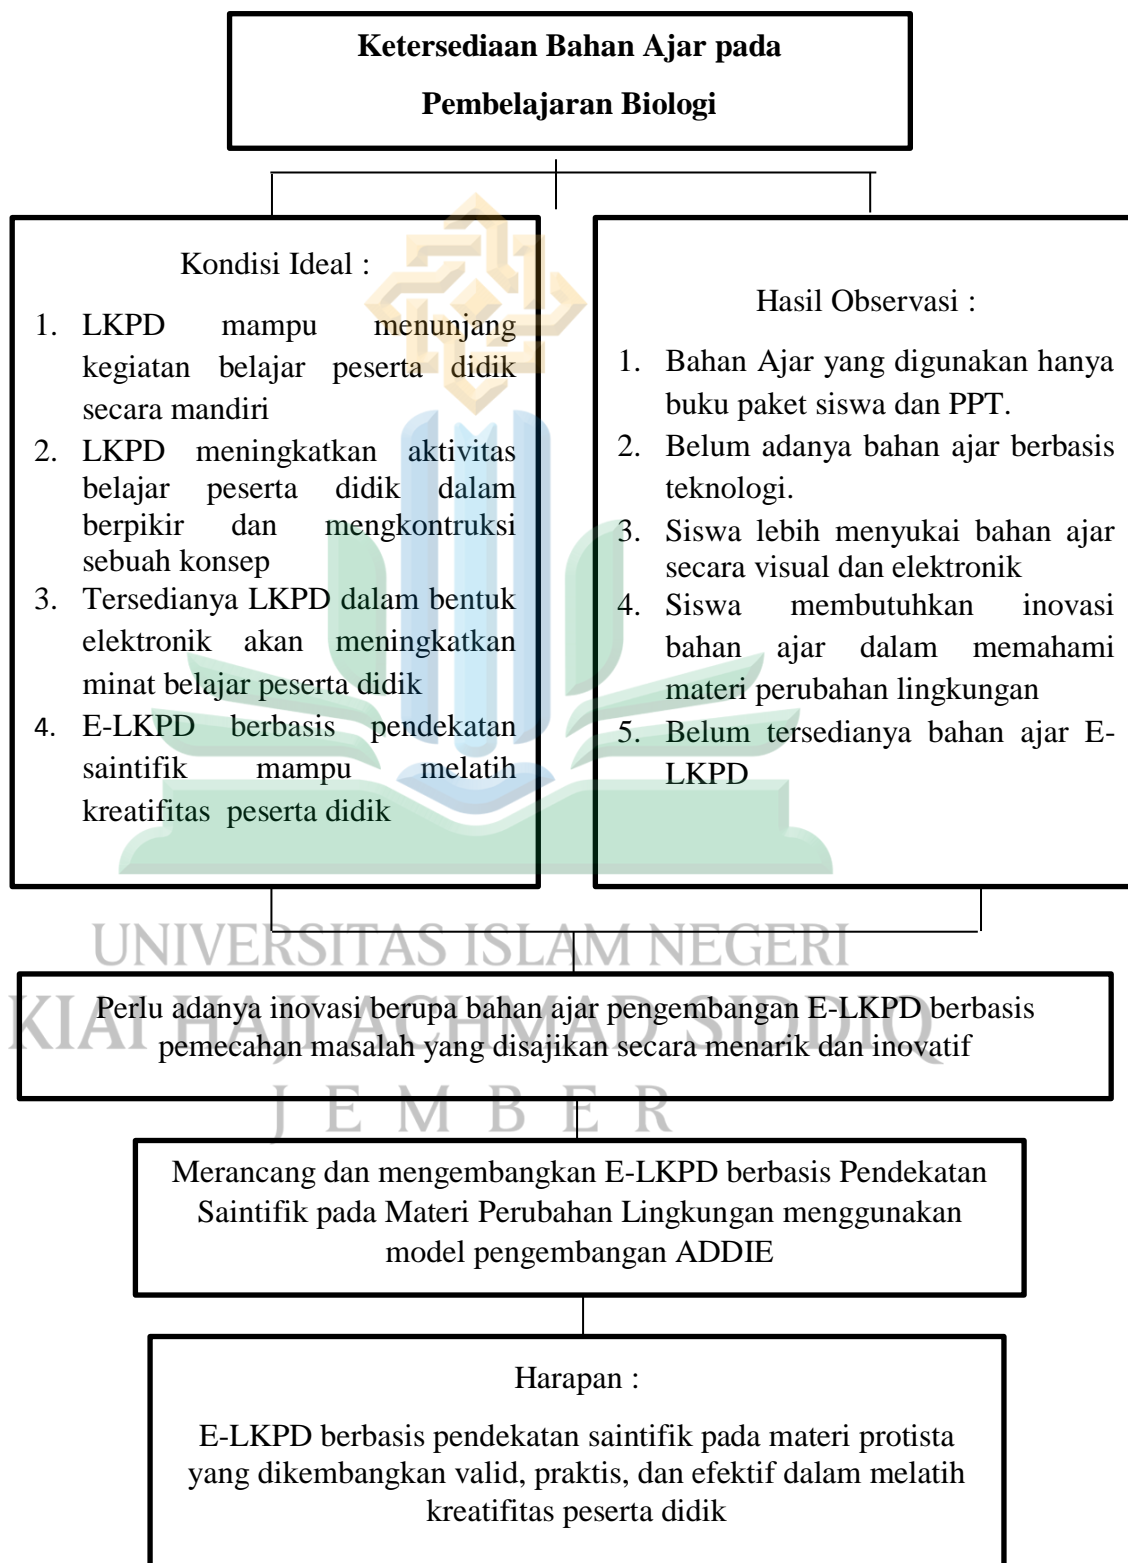 Ketersediaan Bahan Ajar pada
Pembelajaran Biologi
Kondisi Ideal :
1. LKPD mampu menunjang
kegiatan belajar peserta didik
secara mandiri
2. LKPD meningkatkan aktivitas
belajar peserta didik dalam
berpikir dan mengkontruksi
sebuah konsep
3. Tersedianya LKPD dalam bentuk
elektronik akan meningkatkan
minat belajar peserta didik
4. E-LKPD berbasis pendekatan
saintifik mampu melatih
kreatifitas peserta didik
Hasil Observasi :
1. Bahan Ajar yang digunakan hanya
buku paket siswa dan PPT.
2. Belum adanya bahan ajar berbasis
teknologi.
3. Siswa lebih menyukai bahan ajar
secara visual dan elektronik
4. Siswa membutuhkan inovasi
bahan ajar dalam memahami
materi perubahan lingkungan
5. Belum tersedianya bahan ajar E-
LKPD
UNIVERSITAS ISLAM NEGERI
KIAI HAJI ACHMAD SIDDIQ
JEMBER
Perlu adanya inovasi berupa bahan ajar pengembangan E-LKPD berbasis
pemecahan masalah yang disajikan secara menarik dan inovatif
Merancang dan mengembangkan E-LKPD berbasis Pendekatan
Saintifik pada Materi Perubahan Lingkungan menggunakan
model pengembangan ADDIE
Harapan :
E-LKPD berbasis pendekatan saintifik pada materi protista
yang dikembangkan valid, praktis, dan efektif dalam melatih
kreatifitas peserta didik